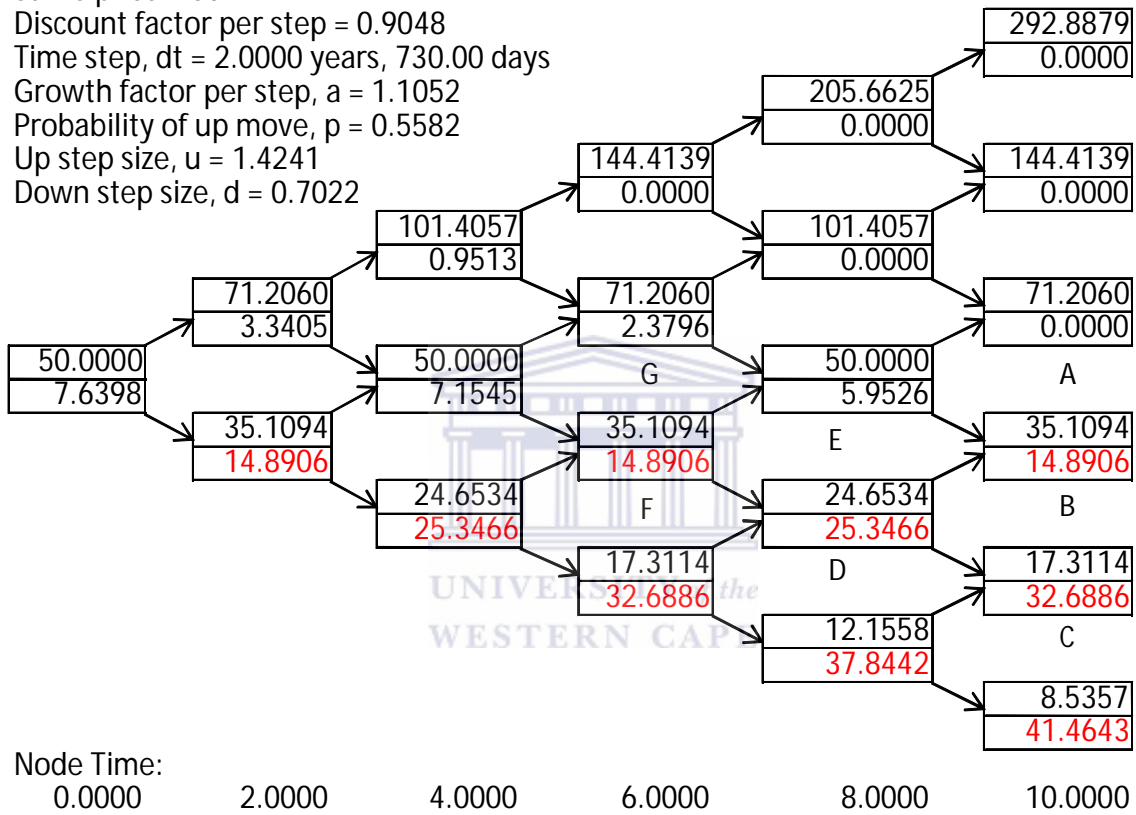 Discount factor per step = 0.9048
Time step, dt = 2.0000 years, 730.00 days
Growth factor per step, a = 1.1052
Probability of up move, p = 0.5582
Up step size, u = 1.4241
Down step size, d = 0.7022
292.8879
0.0000
205.6625
0.0000
144.4139
0.0000
144.4139
0.0000
101.4057
0.9513
101.4057
0.0000
71.2060
3.3405
71.2060
2.3796
71.2060
0.0000
50.0000
7.6398
50.0000
7.1545
G
50.0000
5.9526
A
35.1094
14.8906
35.1094
14.8906
E
35.1094
14.8906
24.6534
25.3466
F
24.6534
25.3466
B
17.3114
32.6886
D
17.3114
32.6886
UNIVERSITY of the
WESTERN CAPE
12.1558
37.8442
C
8.5357
41.4643
Node Time:
0.0000 2.0000 4.0000 6.0000 8.0000 10.0000